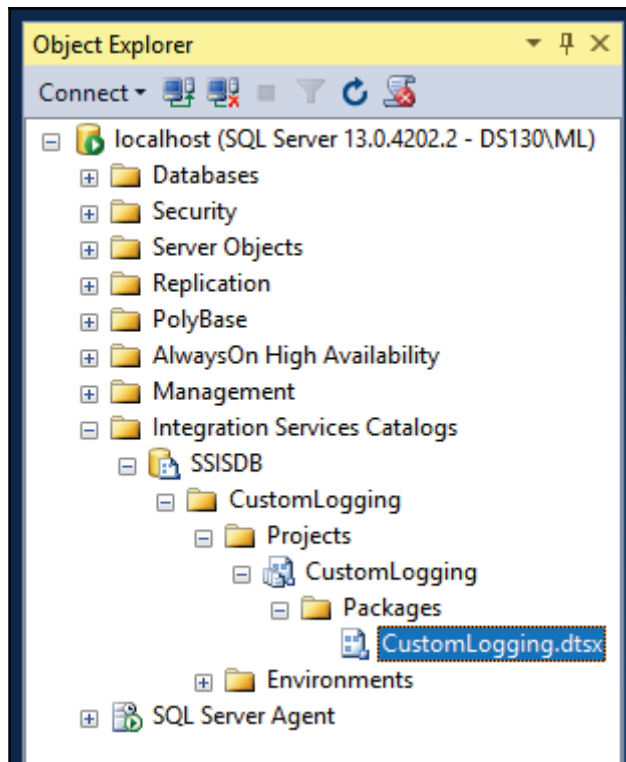 Object Explorer
Connect
localhost (SQL Server 13.0.4202.2 - DS130\ML)
Databases
Security
Server Objects
Replication
PolyBase
AlwaysOn High Availability
Management
Integration Services Catalogs
SSISDB
CustomLogging
Projects
CustomLogging
Packages
CustomLogging.dtsx
Environments
SQL Server Agent